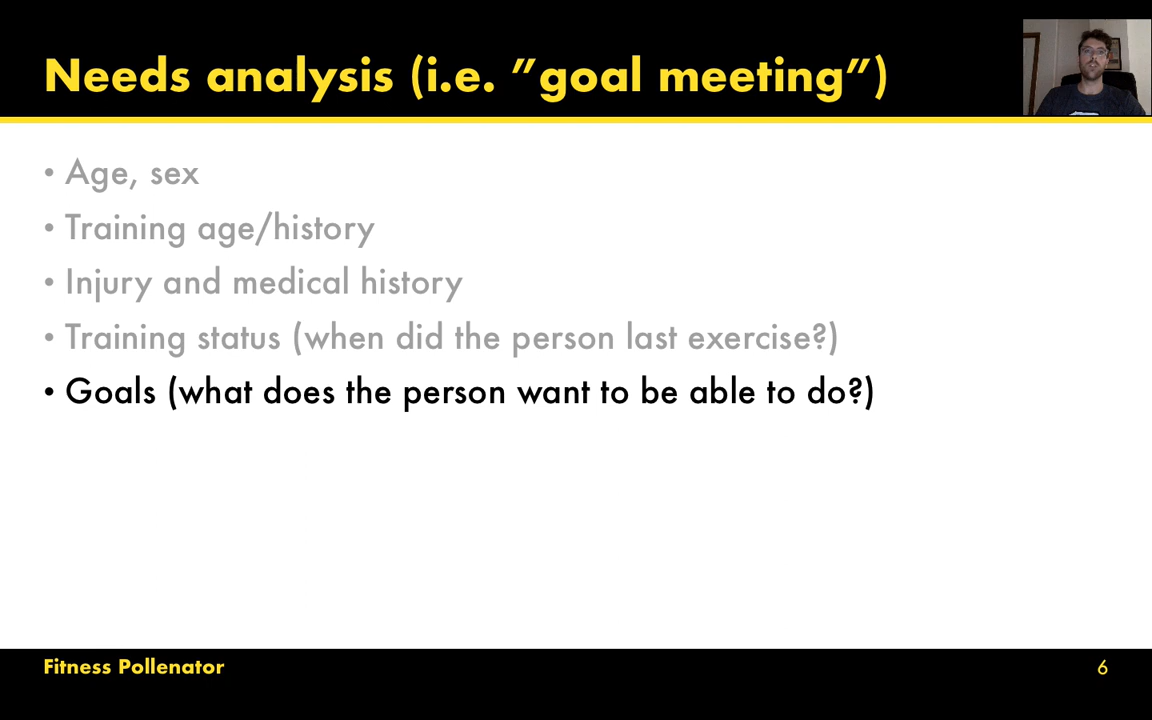 Needs analysis (i.e. ”goal meeting”)
• Age, sex
• Training age/history
• Injury and medical history
• Training status (when did the person last exercise?)
• Goals (what does the person want to be able to do?)
Fitness Pollenator
6